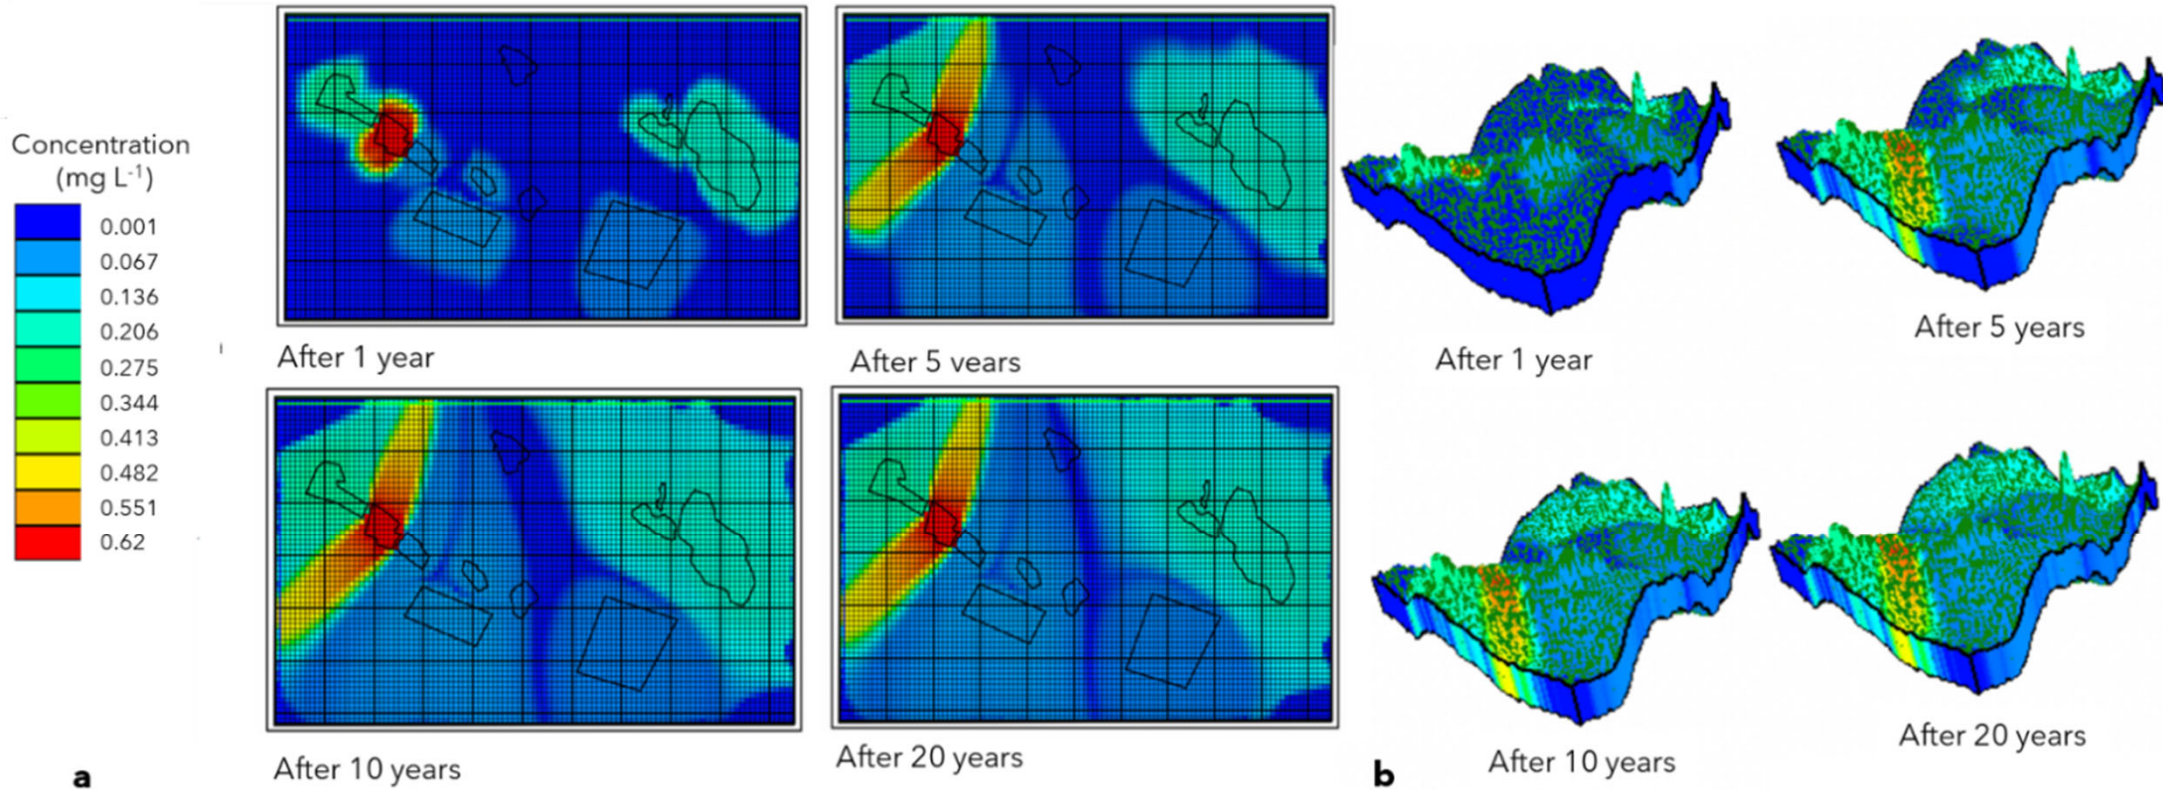 Concentration
(mg L-1)
0.001
0.067
0.136
0.206
0.275
0.344
0.413
0.482
0.551
0.62
After 1 year
After 5 vears
After 10 years
After 20 years
a
After 1 year
After 5 years
After 10 years
After 20 years
b